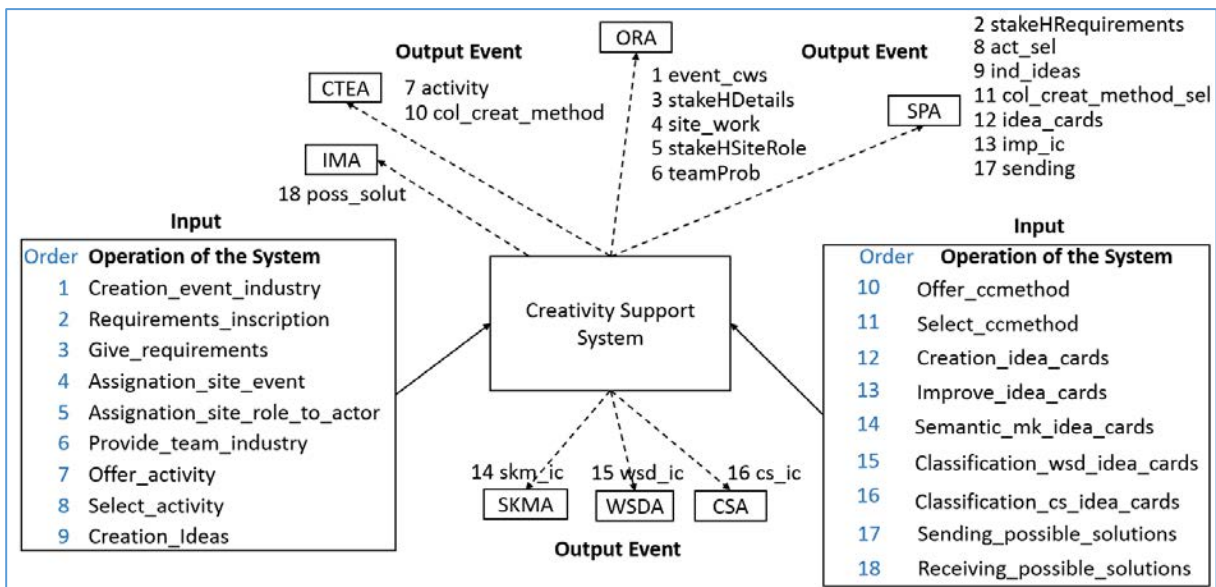 Output Event
CTEA
7 activity
10 col_creat_method
IMA
18 poss_solut
ORA
1 event_cws
3 stakeHDetails
4 site_work
5 stakeHSiteRole
6 teamProb
Output Event
SPA
2 stakeHRequirements
8 act_sel
9 ind_ideas
11 col_creat_method_sel
12 idea_cards
13 imp_ic
17 sending
Input
Order Operation of the System
1 Creation_event_industry
2 Requirements_inscription
3 Give_requirements
4 Assignation_site_event
5 Assignation_site_role_to_actor
6 Provide_team_industry
7 Offer_activity
8 Select_activity
9 Creation_Ideas
Creativity Support
System
Input
Order Operation of the System
10 Offer_ccmethod
11 Select_ccmethod
12 Creation_idea_cards
13 Improve_idea_cards
14 Semantic_mk_idea_cards
15 Classification_wsd_idea_cards
16 Classification_cs_idea_cards
17 Sending_possible_solutions
18 Receiving_possible_solutions
14 skm_ic
15 wsd_ic
16 cs_ic
SKMA
WSDA
CSA
Output Event